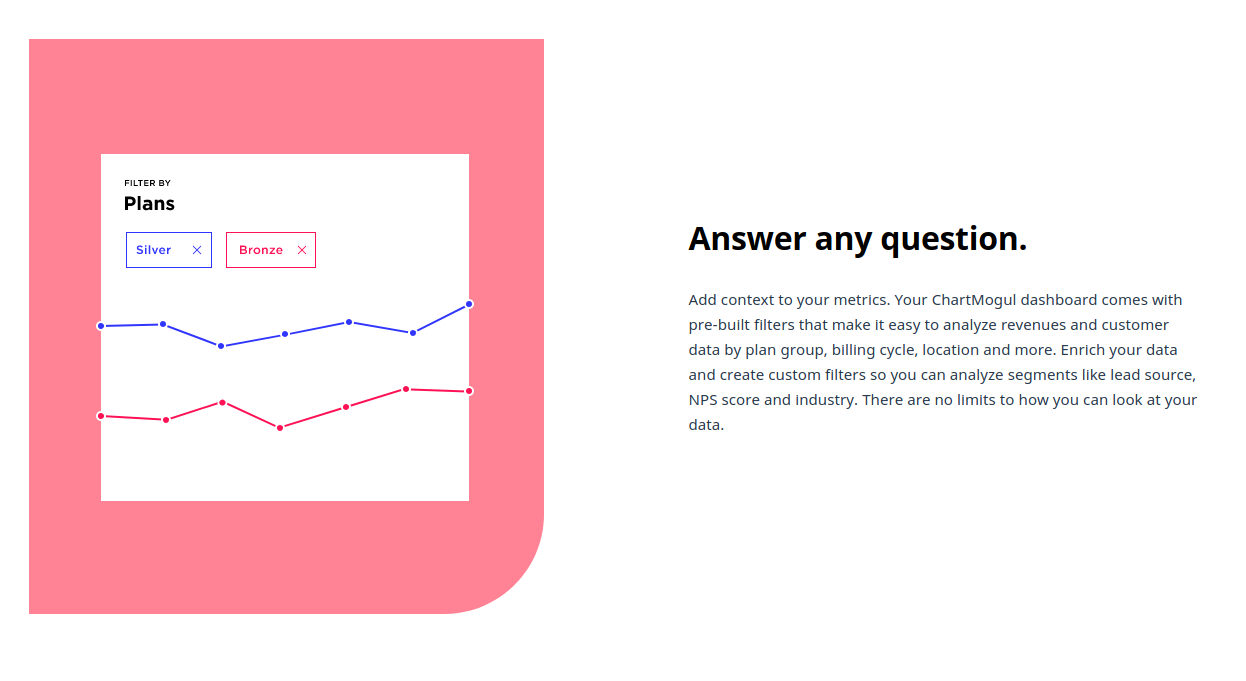 FILTER BY
Plans
Silver
Bronze
Answer any question.
Add context to your metrics. Your ChartMogul dashboard comes with
pre-built filters that make it easy to analyze revenues and customer
data by plan group, billing cycle, location and more. Enrich your data
and create custom filters so you can analyze segments like lead source,
NPS score and industry. There are no limits to how you can look at your
data.